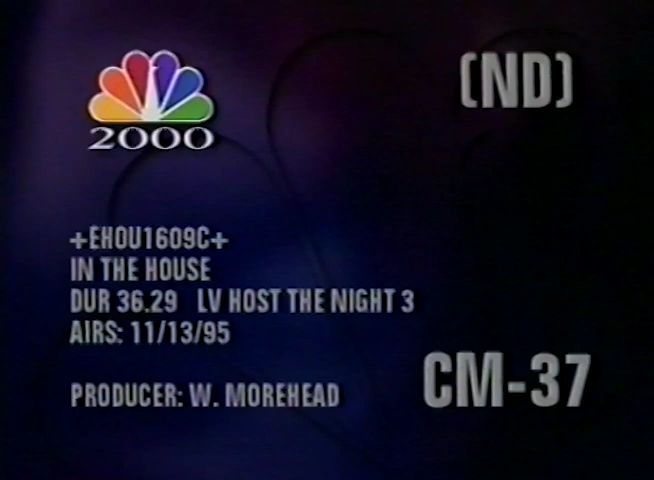 (ND)
2000
+EHOU1609C+
IN THE HOUSE
DUR 36.29 LV HOST THE NIGHT 3
AIRS: 11/13/95
PRODUCER: W. MOREHEAD
CM-37